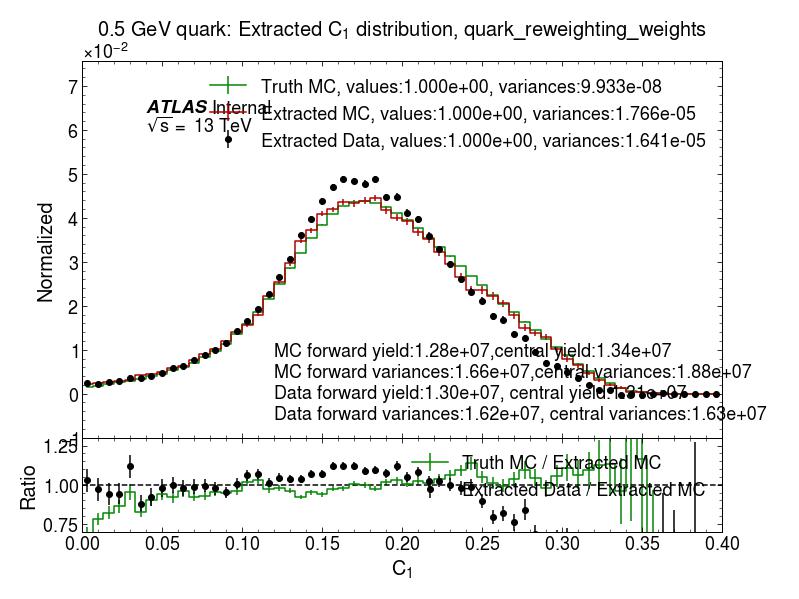 0.5 GeV quark: Extracted C₁ distribution, quark_reweighting_weights
×10⁻²
Truth MC, values:1.000e+00, variances:9.933e-08
ATLAS Internal
Extracted MC, values:1.000e+00, variances:1.766e-05
√s = 13 TeV
Extracted Data, values:1.000e+00, variances:1.641e-05
7
6
5
4
3
2
1
0
−1
Normalized
MC forward yield:1.28e+07,central yield:1.34e+07
MC forward variances:1.66e+07,central variances:1.88e+07
Data forward yield:1.30e+07, central yield:1.21e+07
Data forward variances:1.62e+07, central variances:1.63e+07
1.25
1.00
0.75
Ratio
Truth MC / Extracted MC
Extracted Data / Extracted MC
0.00 0.05 0.10 0.15 0.20 0.25 0.30 0.35 0.40
C₁